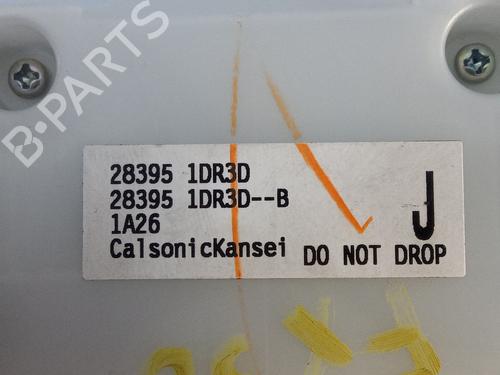 B-PARTS
28395 1DR3D
28395 1DR3D--B
1A26
CalsonicKansei
J
DO NOT DROP